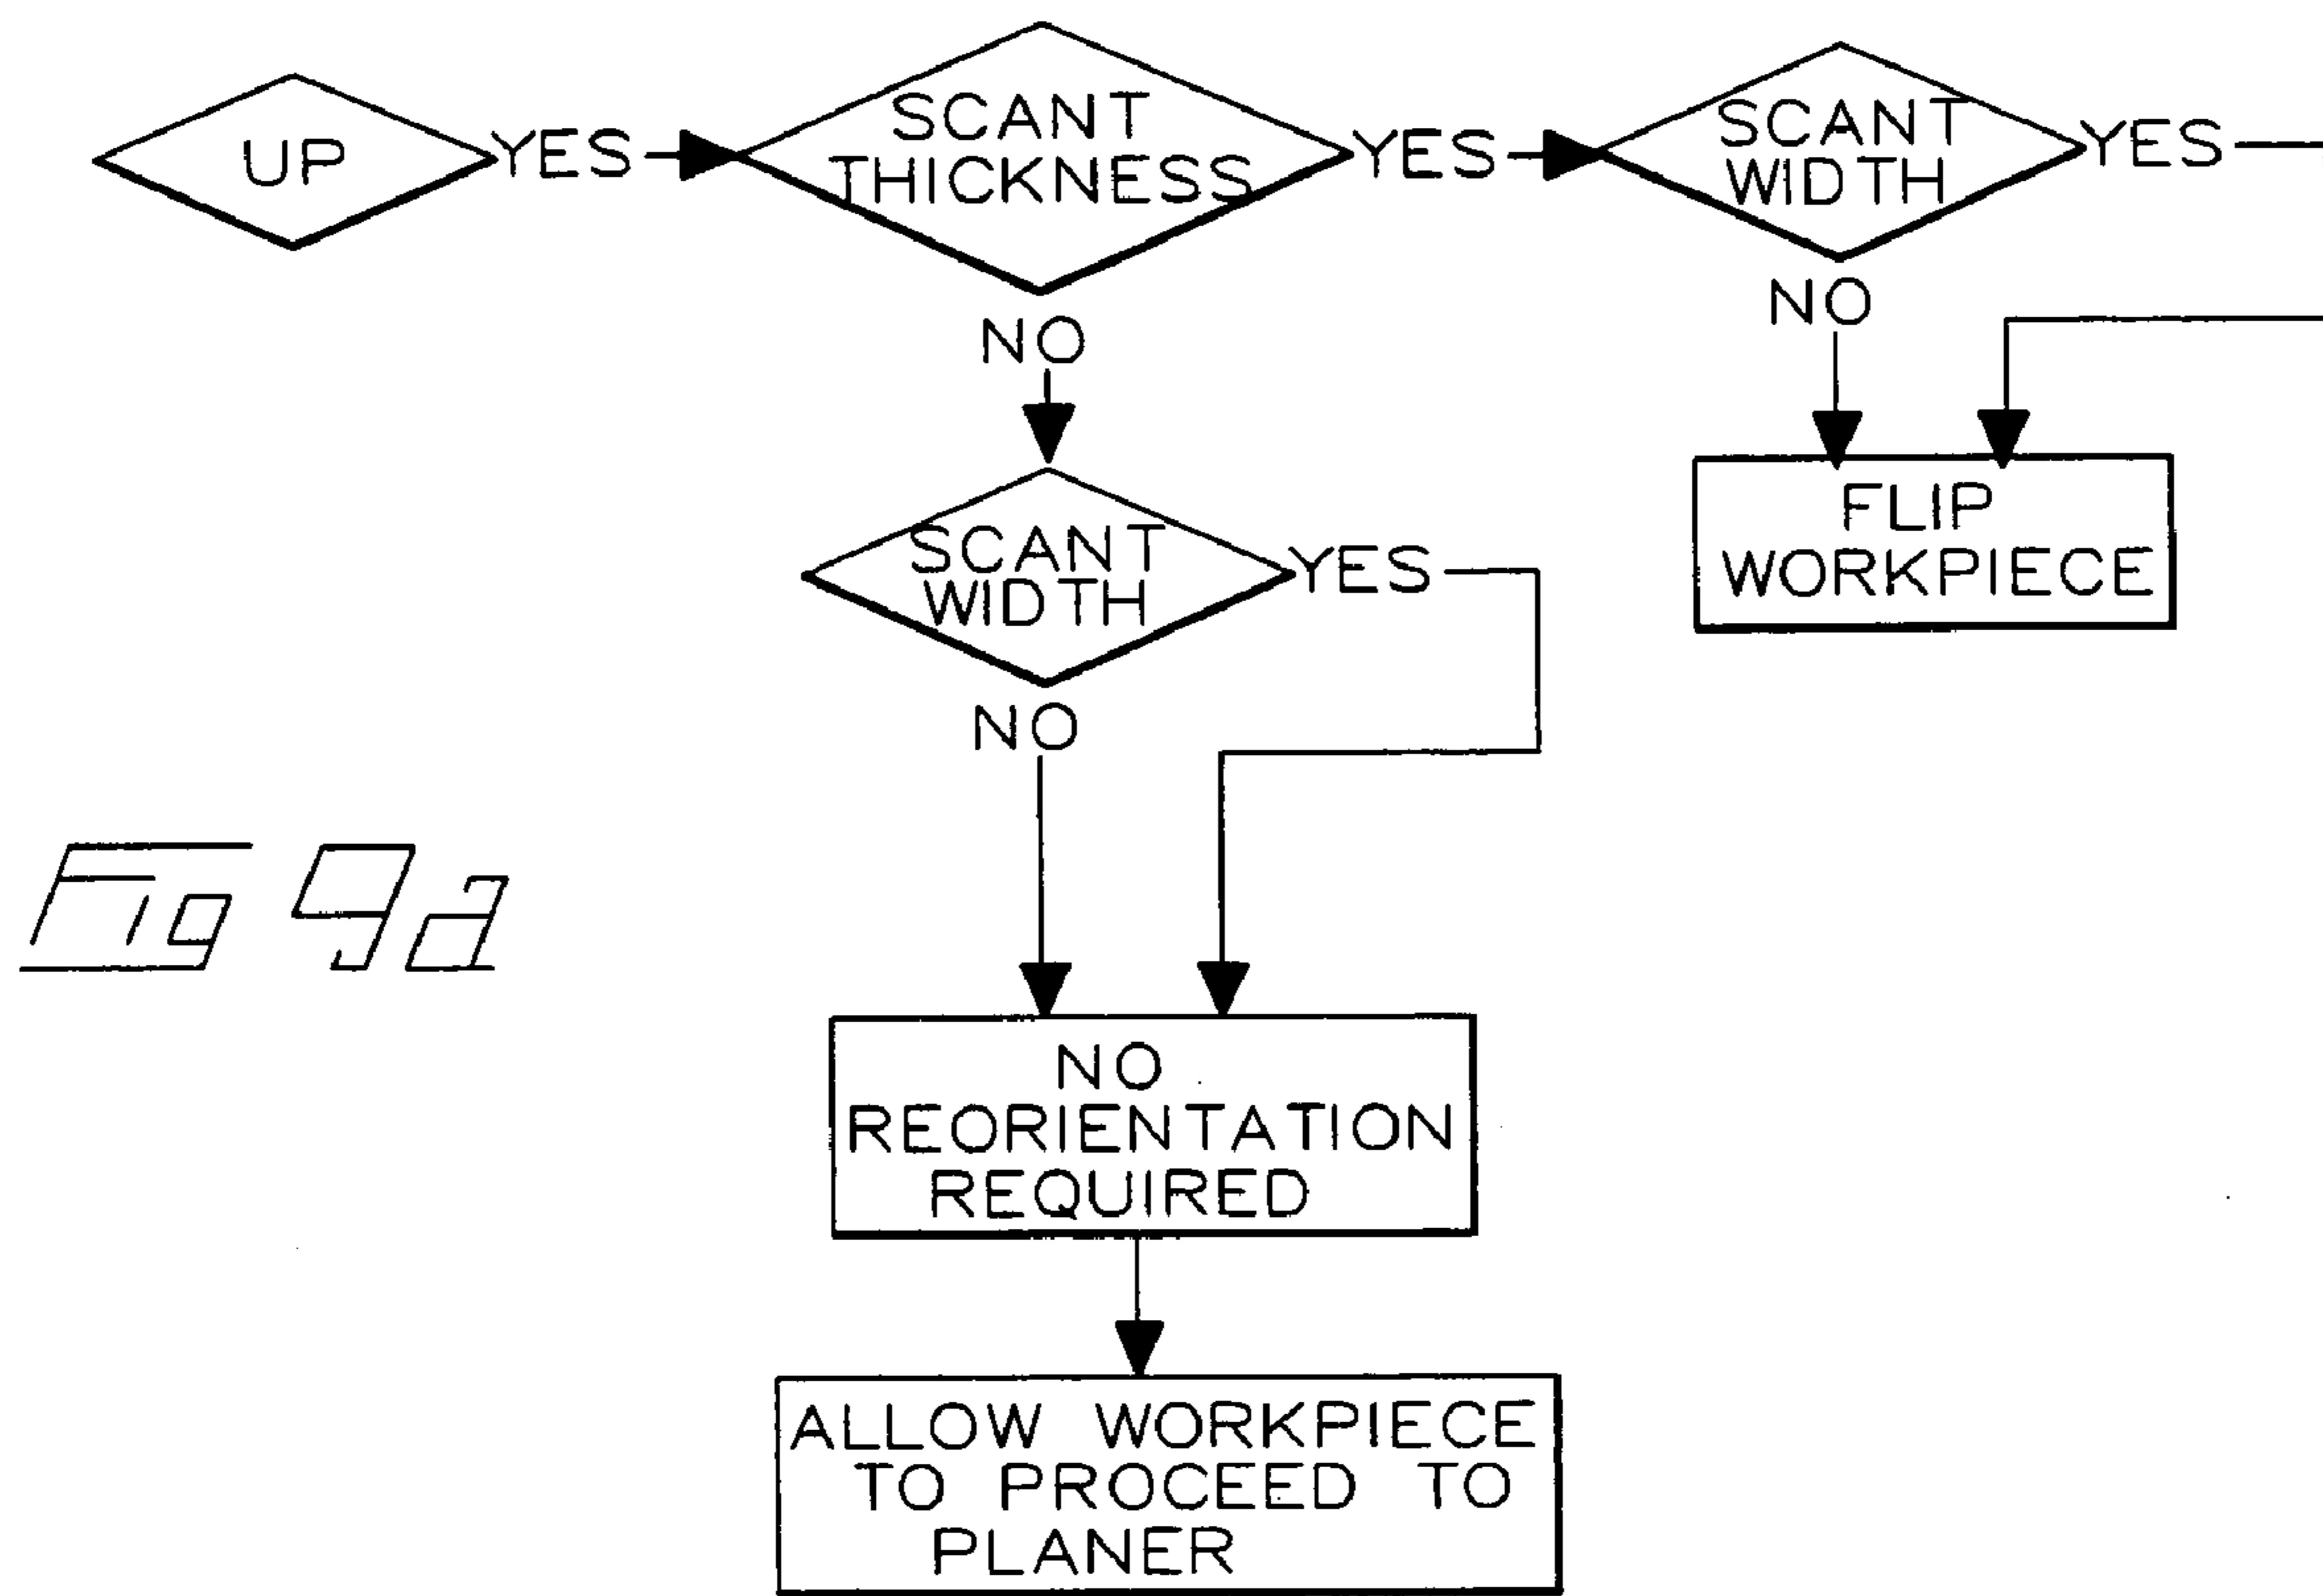 UP
YES
SCANT
THICKNESS
YES
SCANT
WIDTH
YES
NO
NO
FLIP
WORKPIECE
SCANT
WIDTH
YES
NO
Fig 9a
NO
REORIENTATION
REQUIRED
ALLOW WORKPIECE
TO PROCEED TO
PLANER